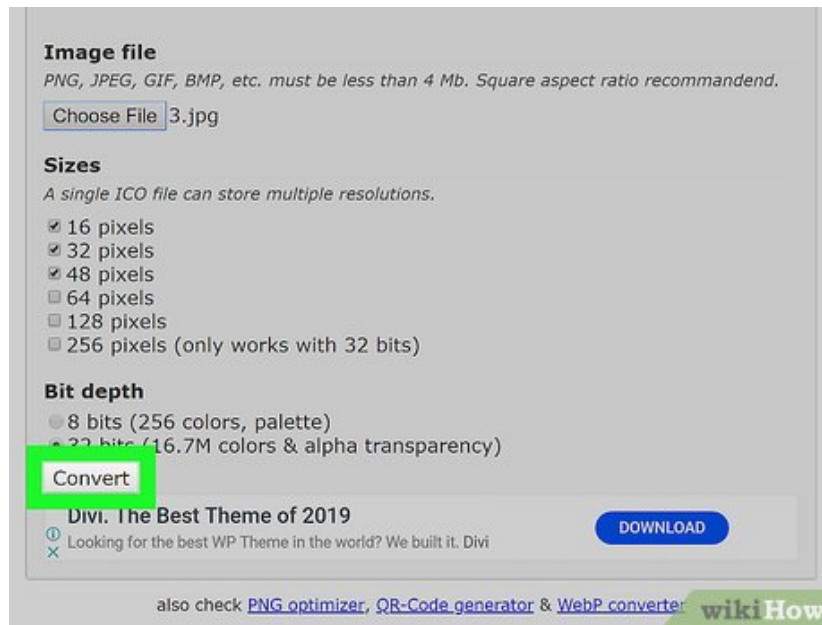 Image file
PNG, JPEG, GIF, BMP, etc. must be less than 4 Mb. Square aspect ratio recommandend.
Choose File 3.jpg
Sizes
A single ICO file can store multiple resolutions.
16 pixels
32 pixels
48 pixels
64 pixels
128 pixels
256 pixels (only works with 32 bits)
Bit depth
8 bits (256 colors, palette)
32 bits (16.7M colors & alpha transparency)
Convert
Divi. The Best Theme of 2019
Looking for the best WP Theme in the world? We built it. Divi
DOWNLOAD
also check PNG optimizer, QR-Code generator & WebP converter
wikiHow